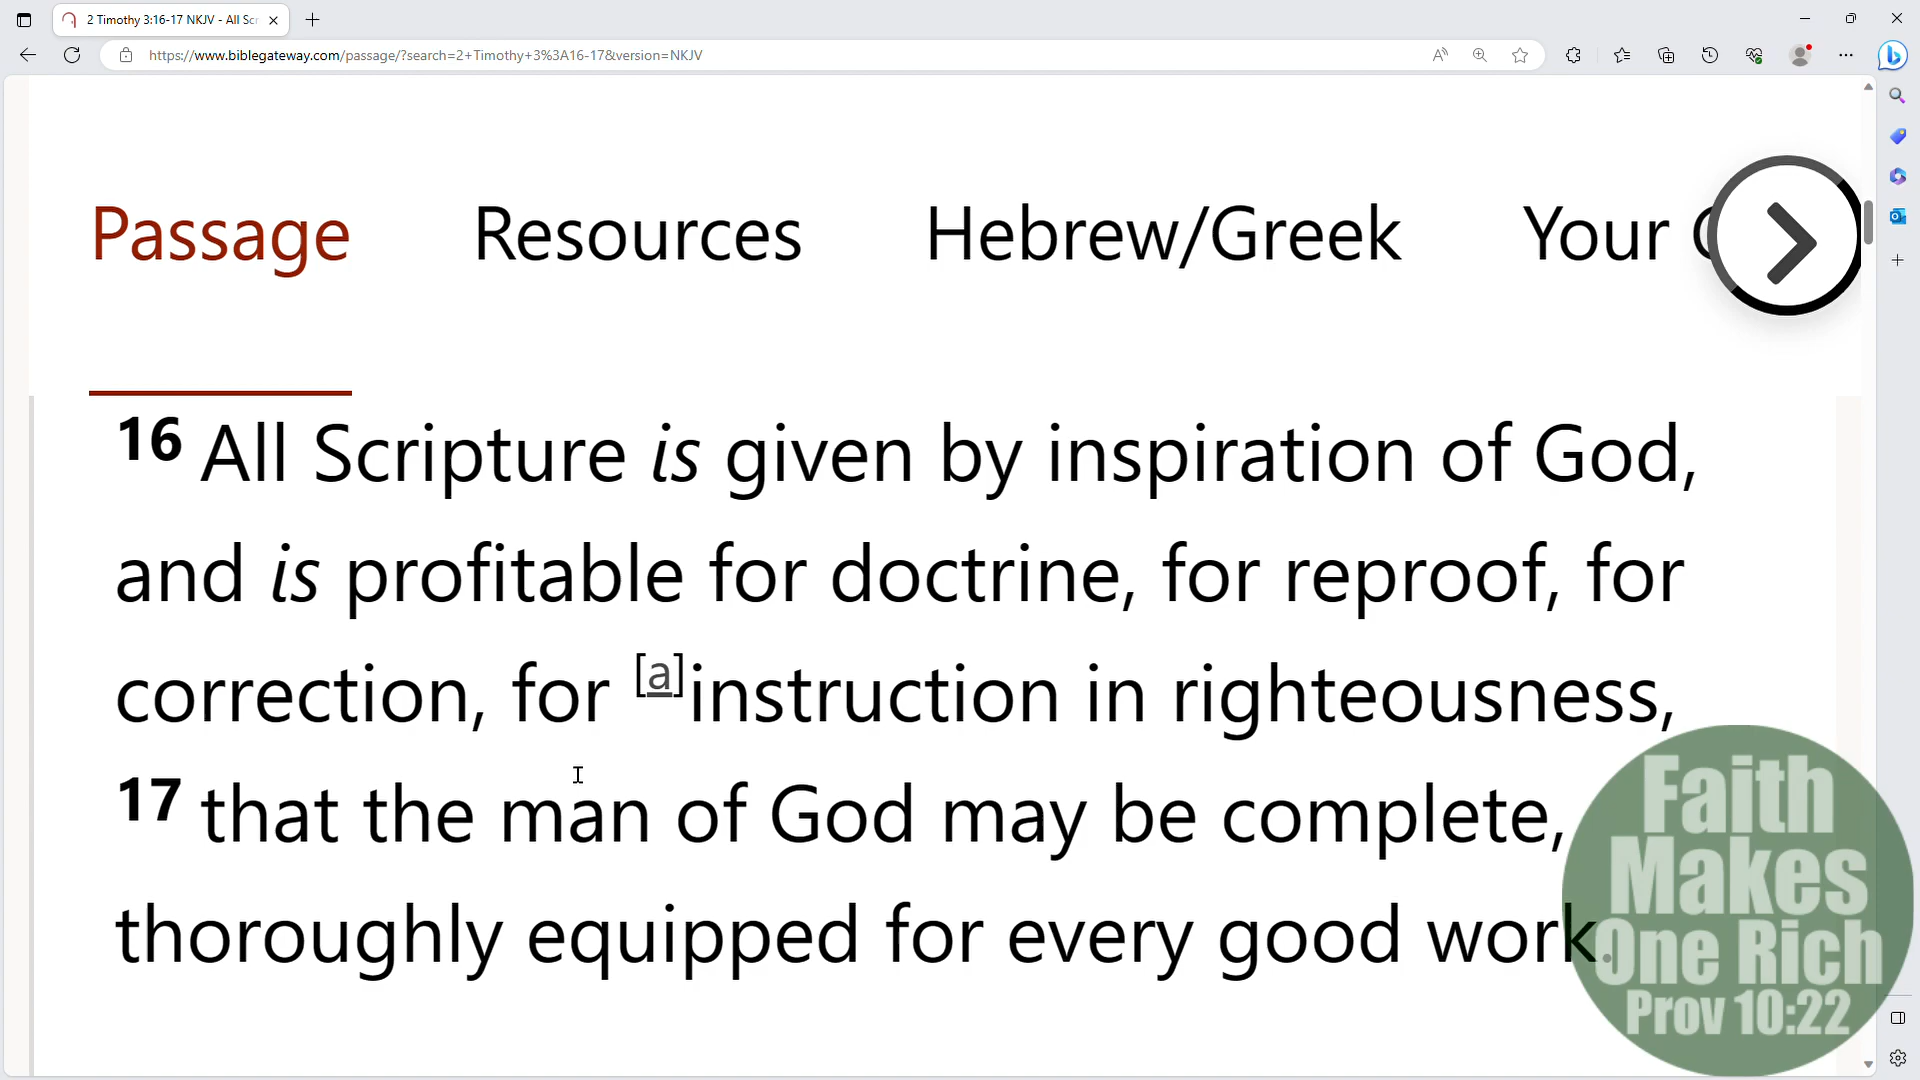 2 Timothy 3:16-17 NKJV - All Scr
https://www.biblegateway.com/passage/?search=2+Timothy+3%3A16-17&version=NKJV
Passage Resources Hebrew/Greek Your
16 All Scripture is given by inspiration of God,
and is profitable for doctrine, for reproof, for
correction, for [a]instruction in righteousness,
17 that the man of God may be complete,
thoroughly equipped for every good work.
Faith
Makes
One Rich
Prov 10:22